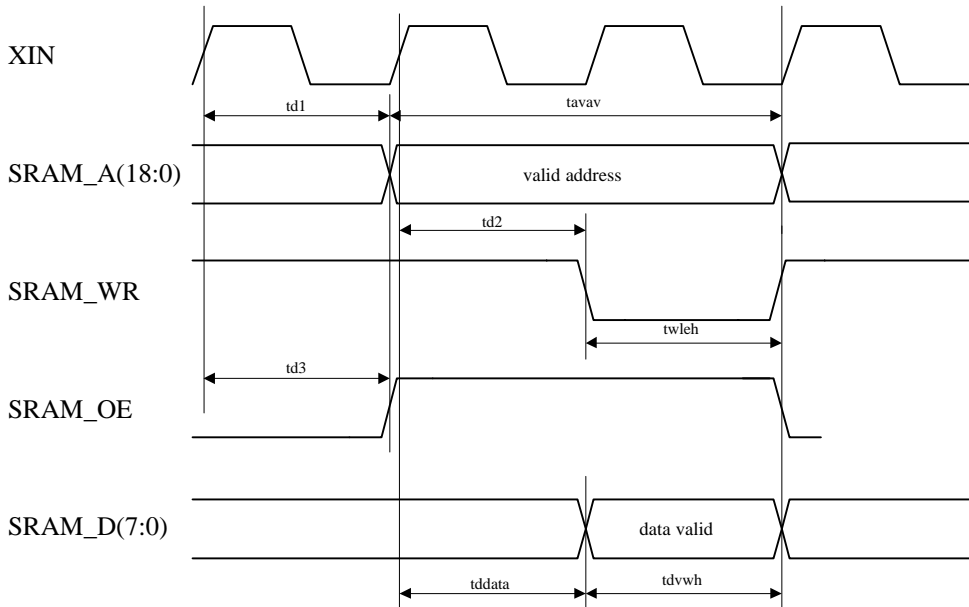 XIN
td1
tavav
SRAM_A(18:0)
valid address
td2
SRAM_WR
twleh
td3
SRAM_OE
SRAM_D(7:0)
data valid
tddata
tdvwh